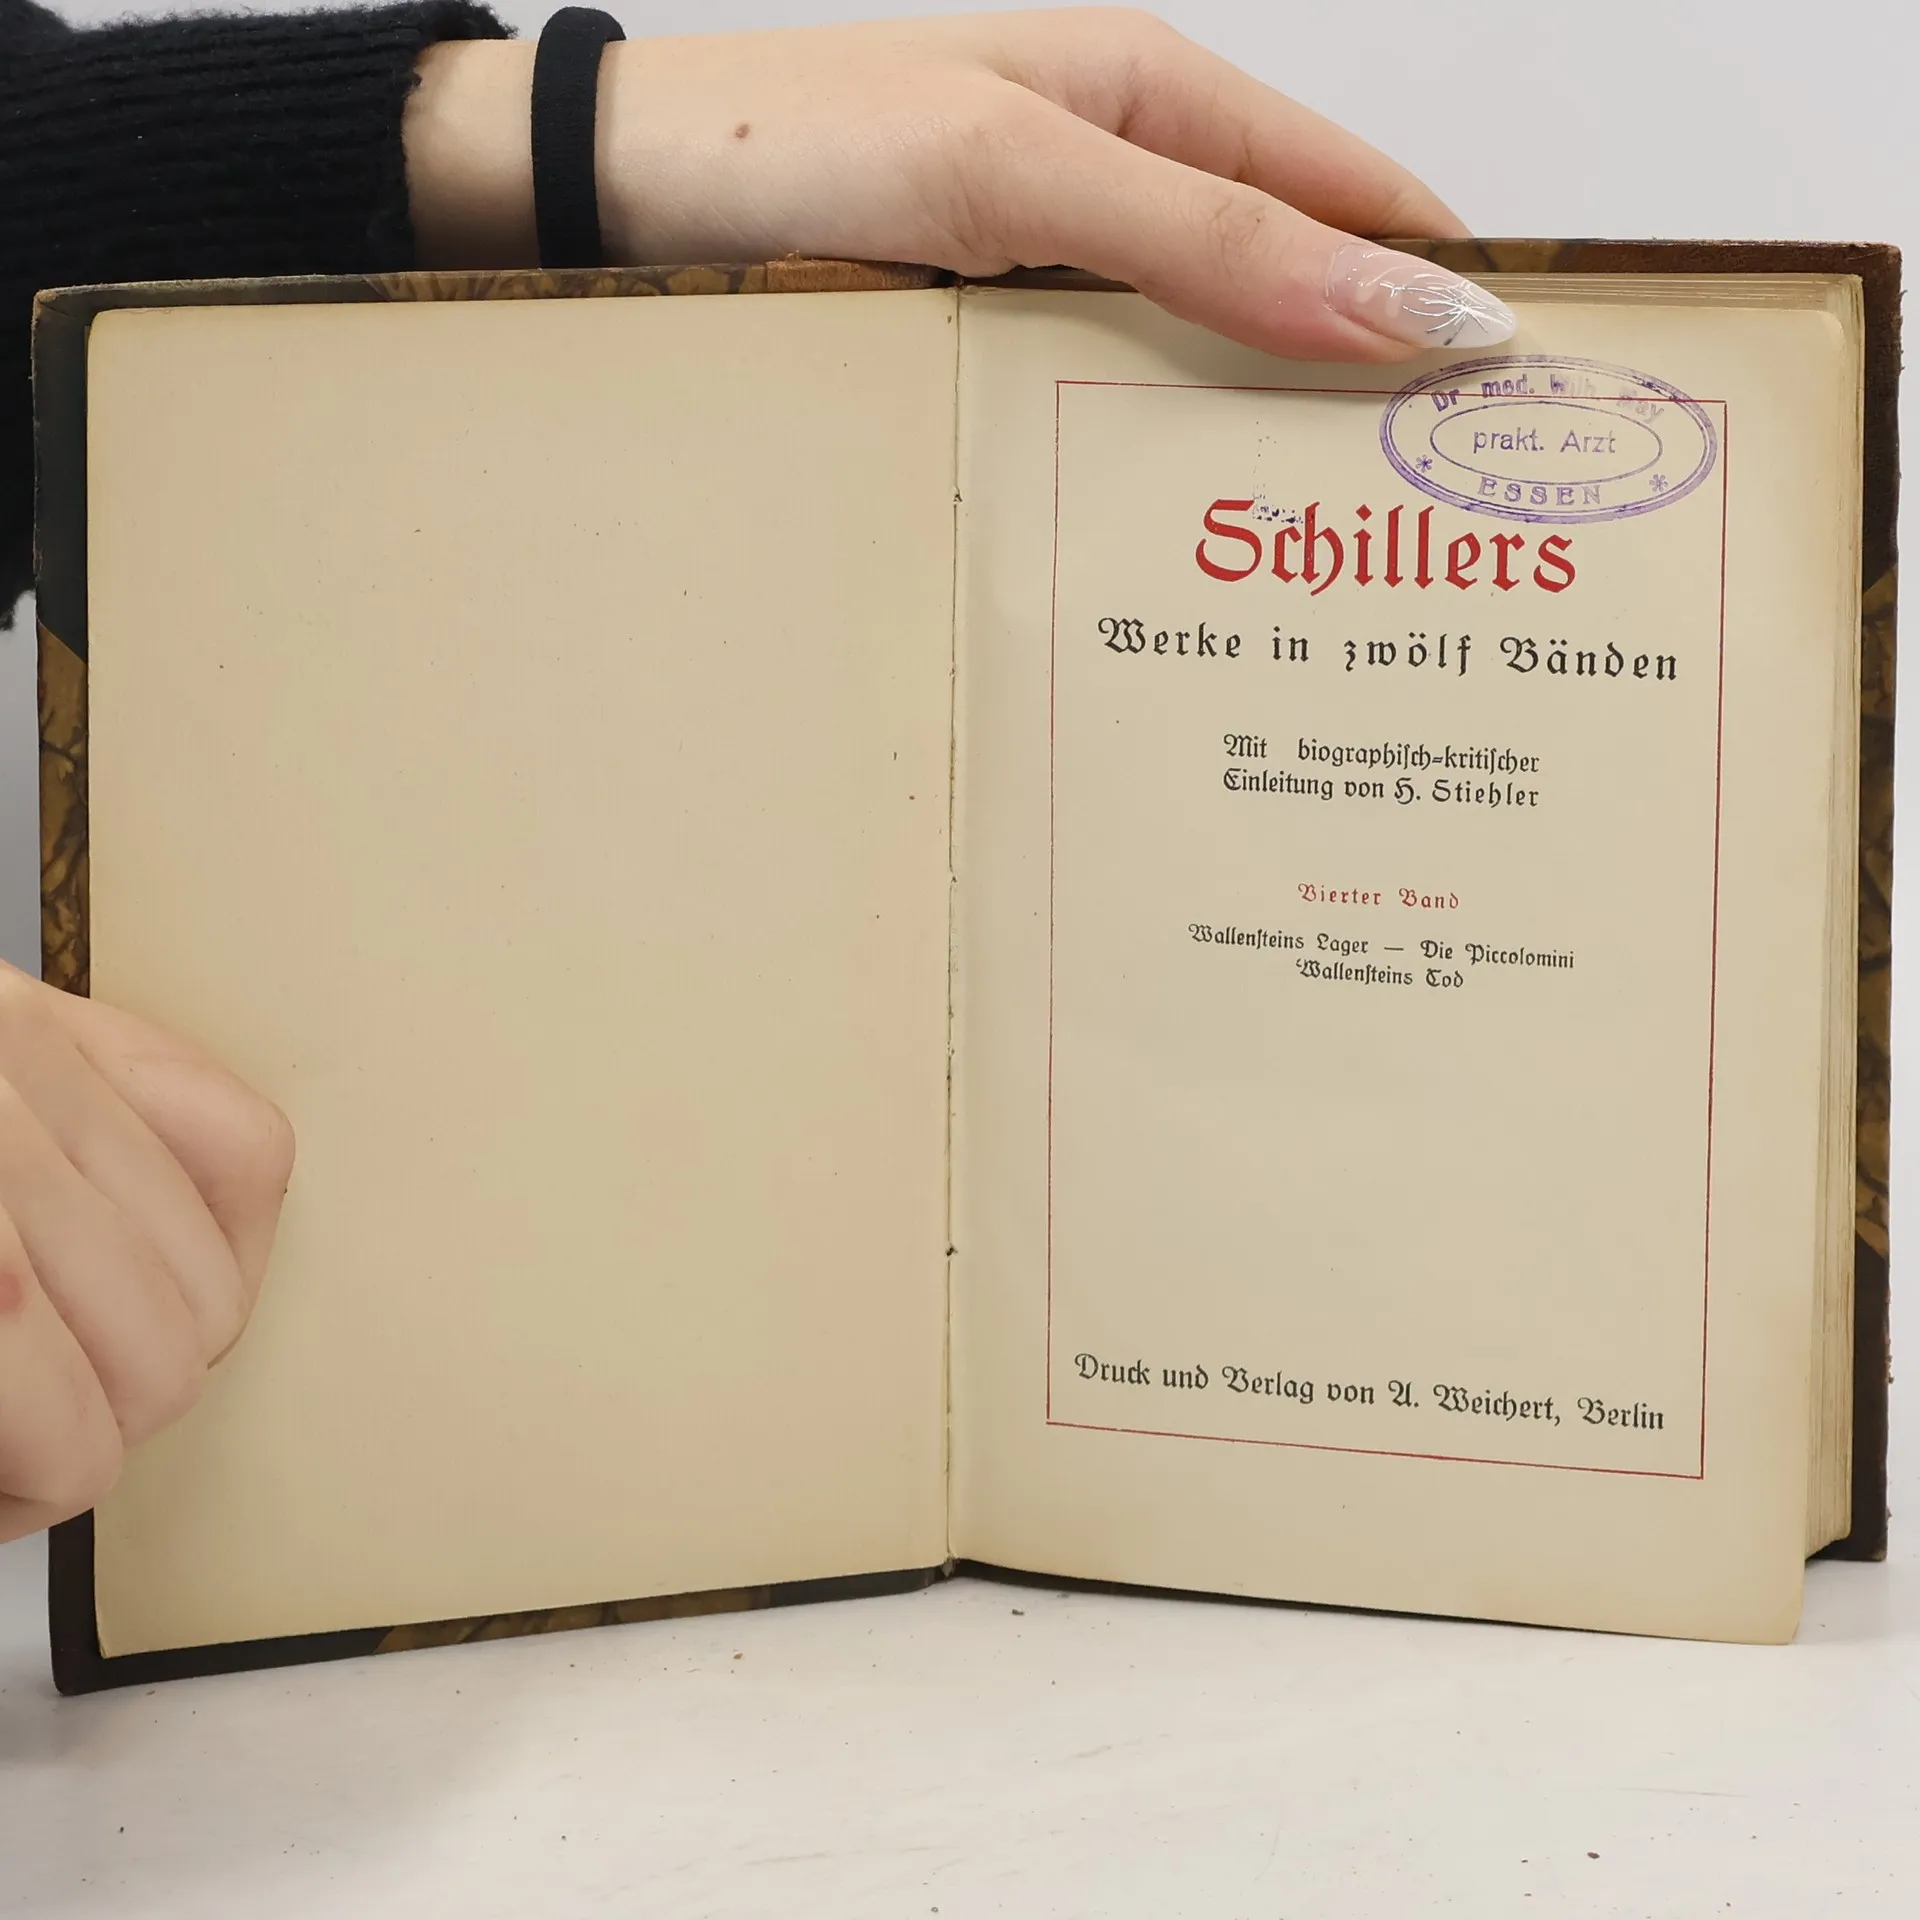 Dr med. Wilh. May
prakt. Arzt
* ESSEN *
Schillers
Werke in zwölf Bänden
Mit biographiſch-kritiſcher
Einleitung von H. Stiehler
Vierter Band
Wallenſteins Lager — Die Piccolomini
Wallenſteins Tod
Druck und Verlag von A. Weichert, Berlin